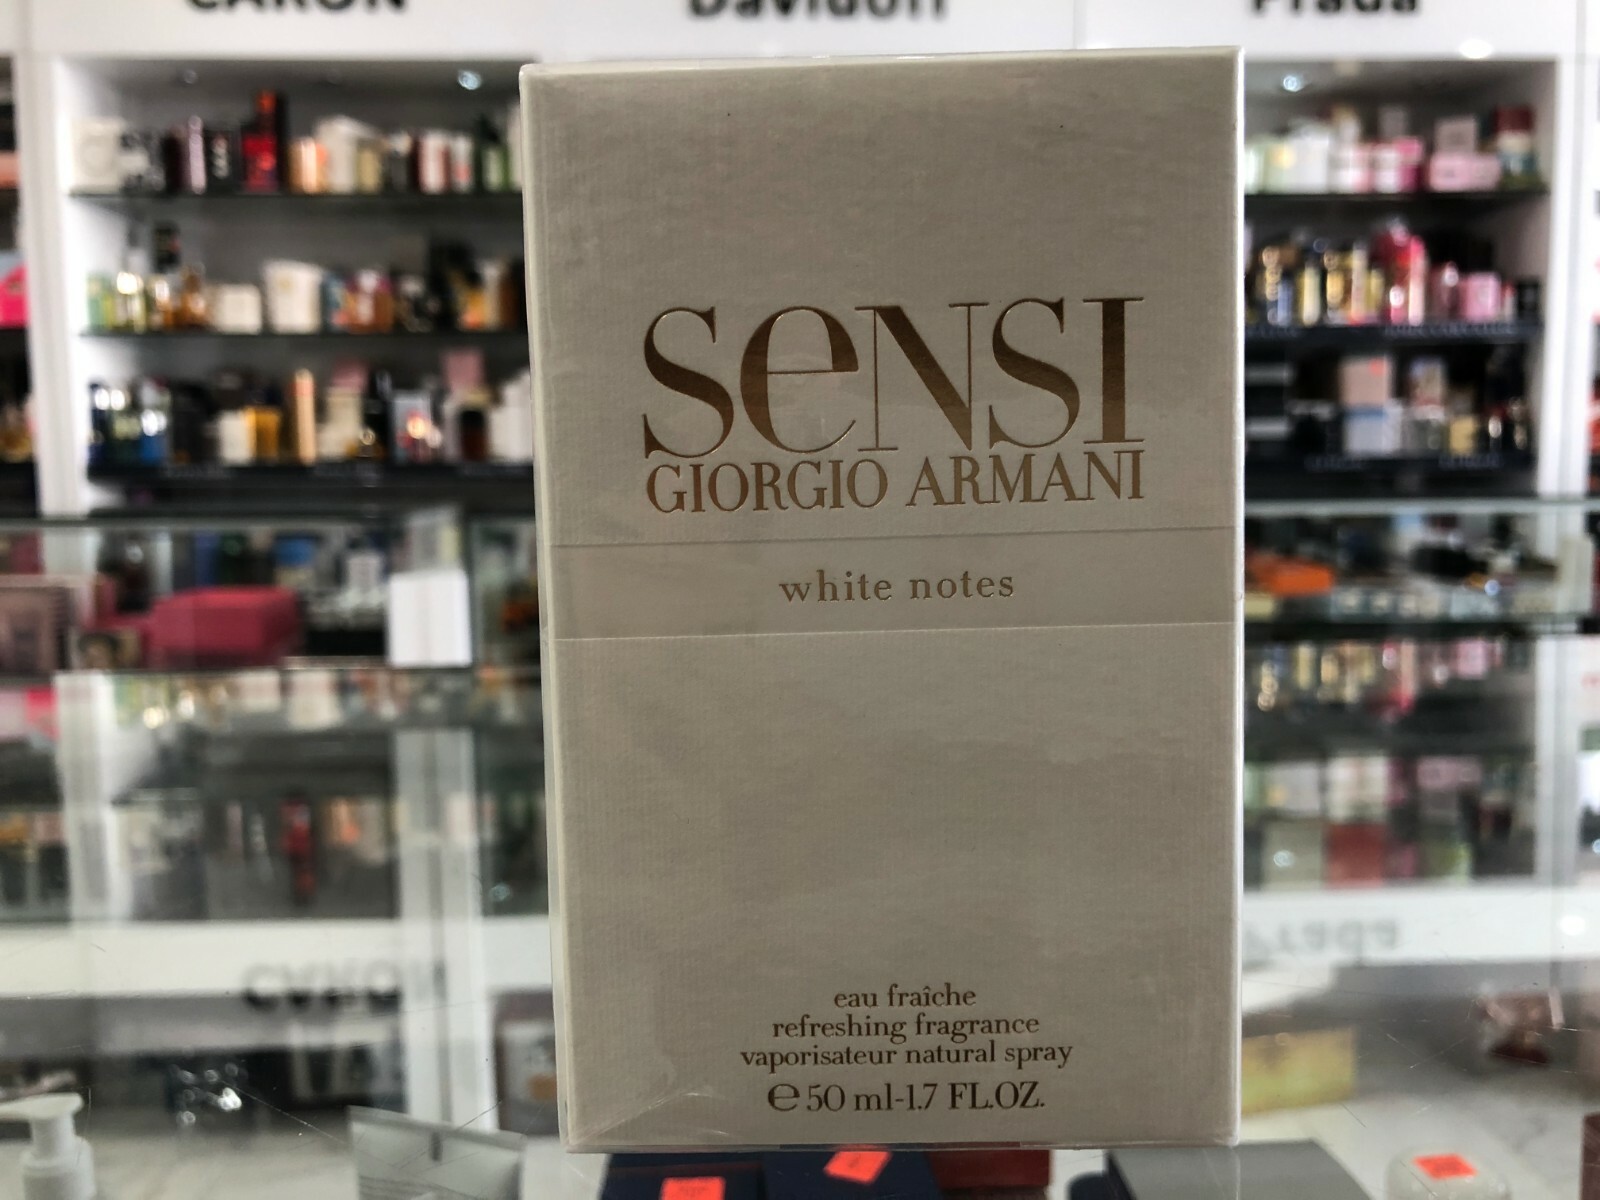 CARON
Davidoff
Prada
SeNSI
GIORGIO ARMANI
white notes
eau fraîche
refreshing fragrance
vaporisateur natural spray
℮ 50 ml-1.7 FL.OZ.